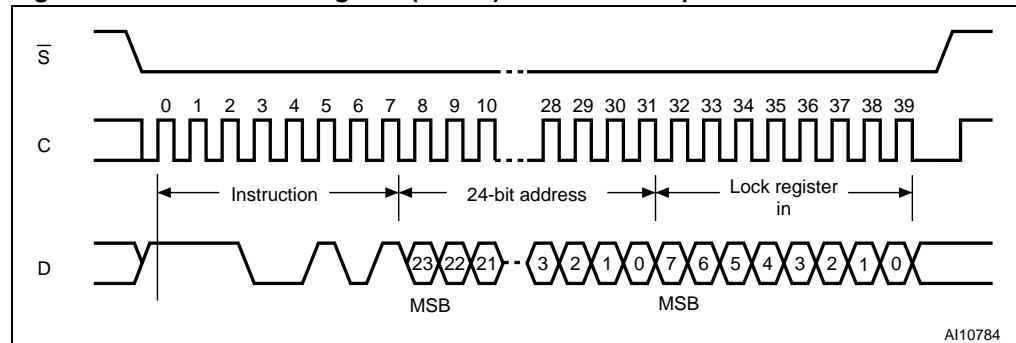 S
0 1 2 3 4 5 6 7 8 9 10 28 29 30 31 32 33 34 35 36 37 38 39
C
Instruction 24-bit address Lock register
in
D
23 22 21 3 2 1 0 7 6 5 4 3 2 1 0
MSB MSB
AI10784